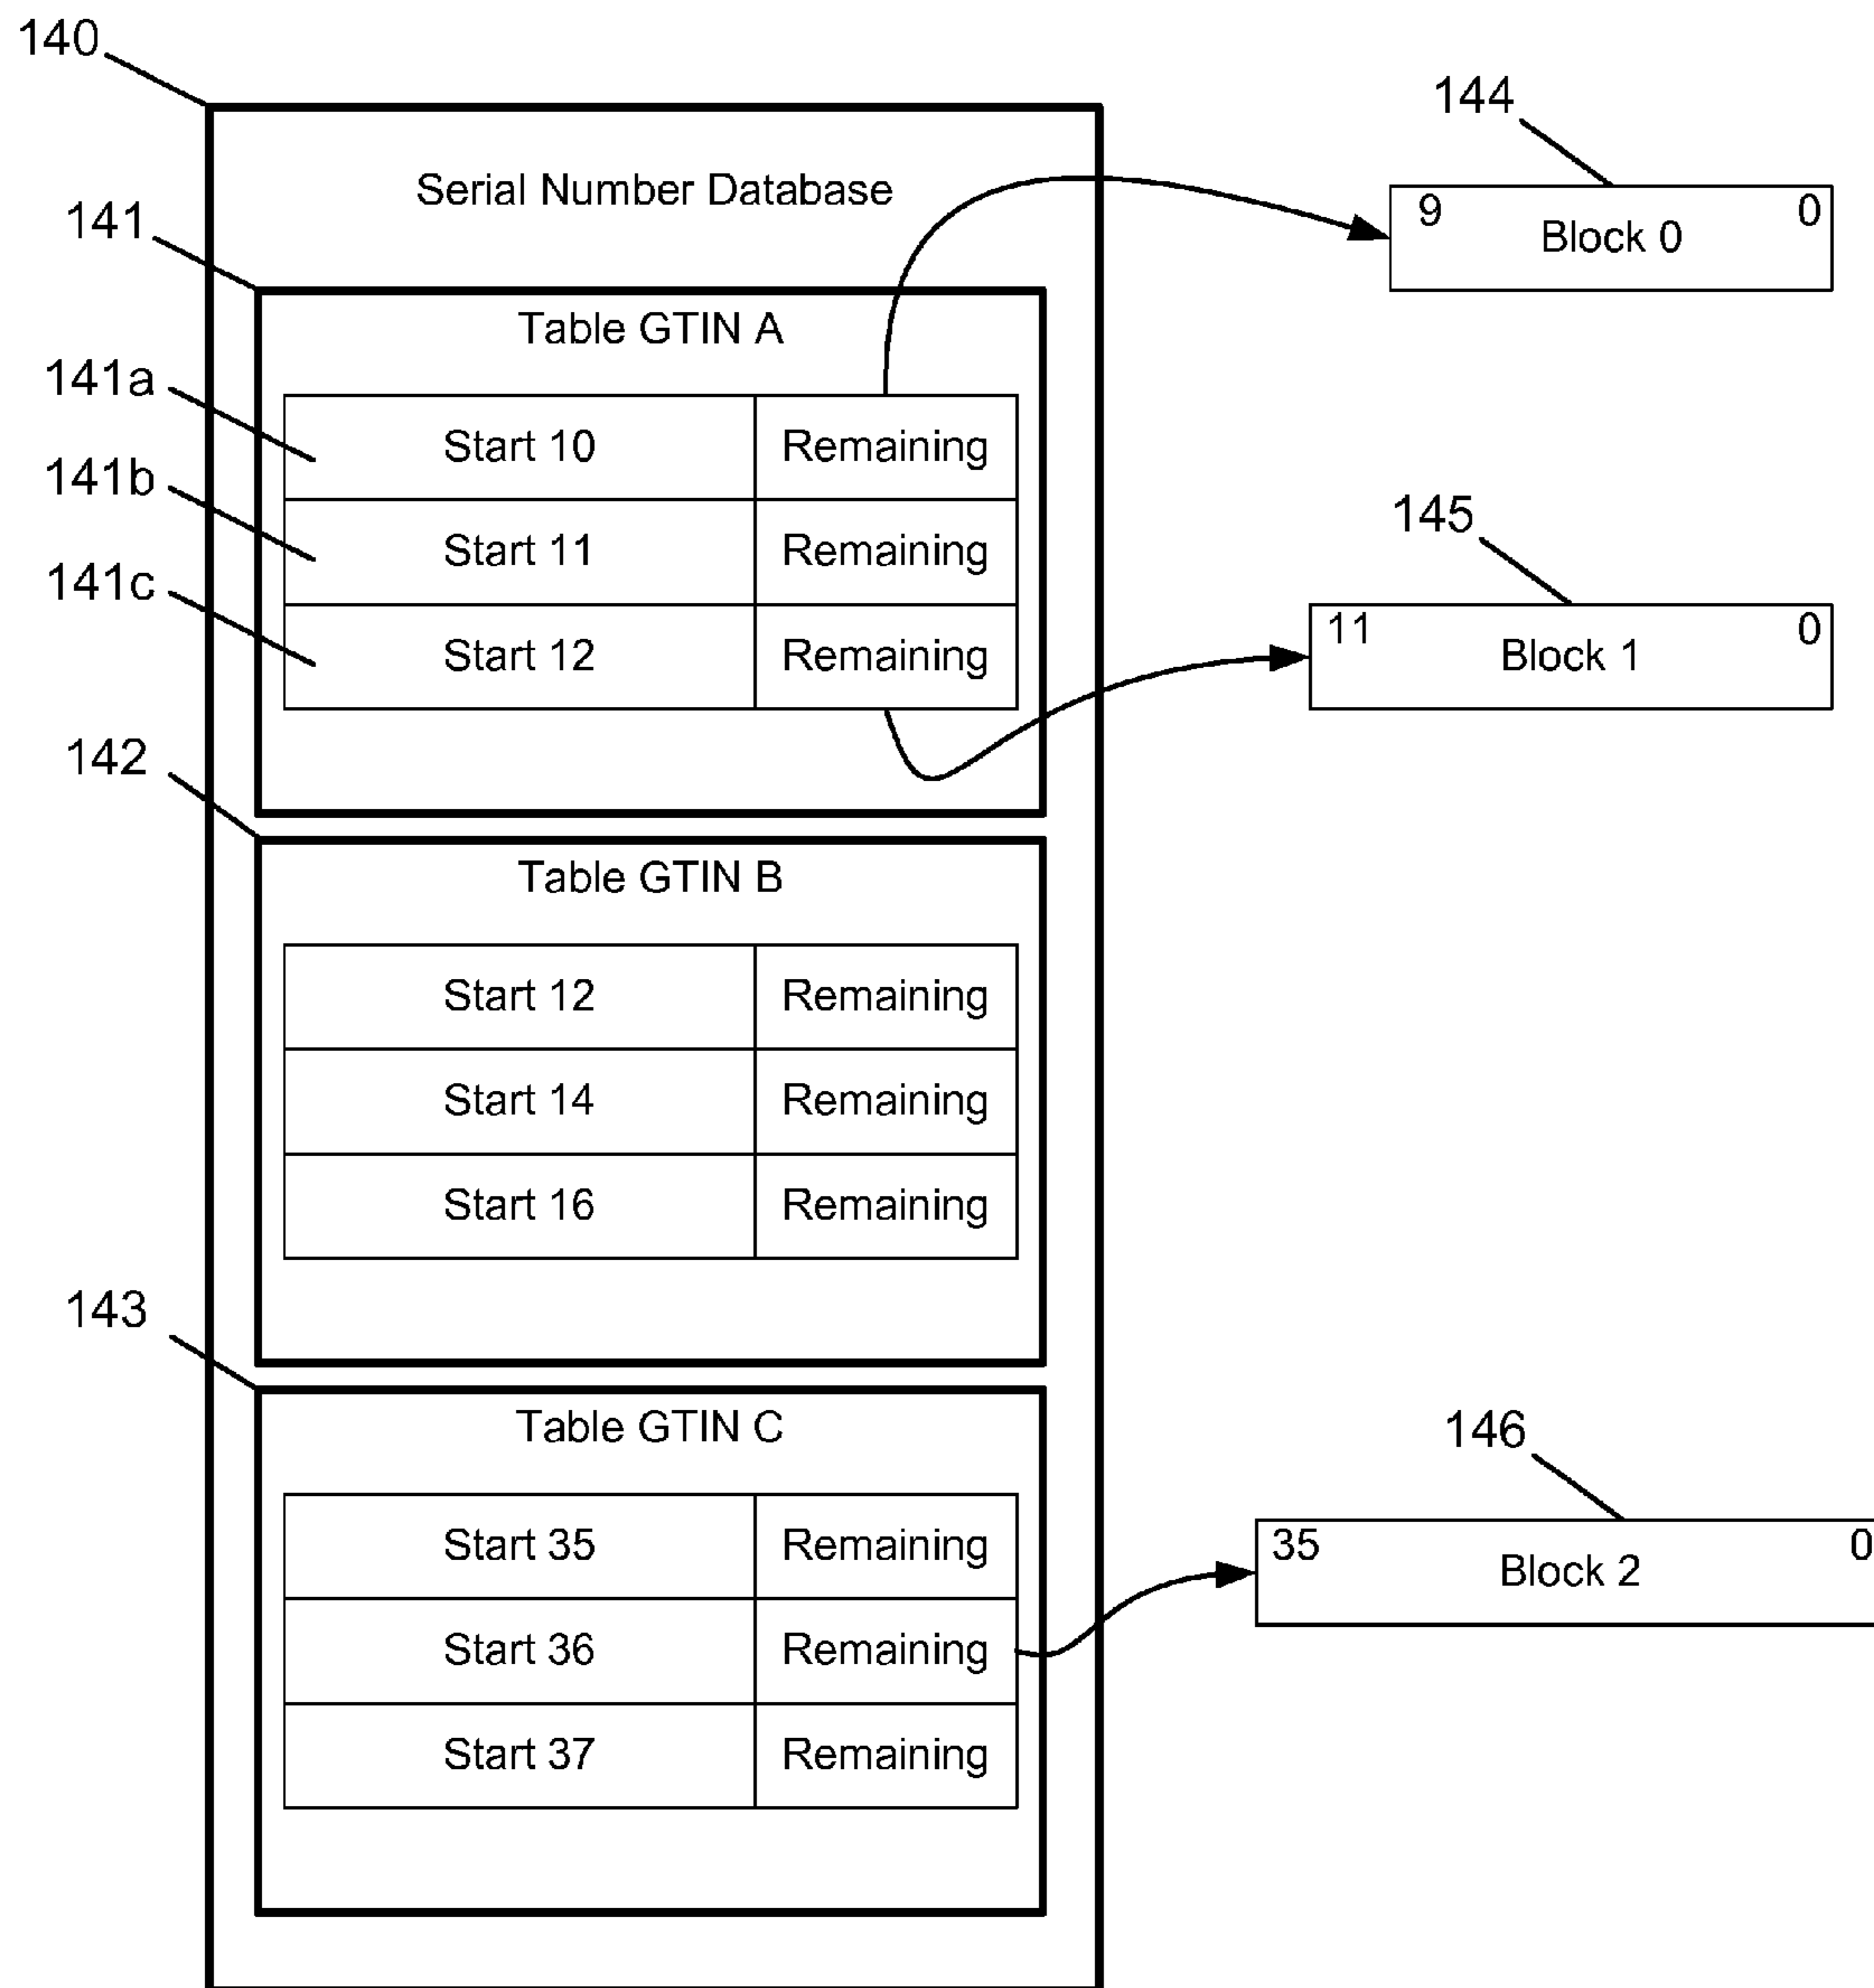 140
144
Serial Number Database
9 0
Block 0
141
Table GTIN A
141a
Start 10 Remaining
141b
Start 11 Remaining
145
141c
Start 12 Remaining
11 0
Block 1
142
Table GTIN B
Start 12 Remaining
Start 14 Remaining
Start 16 Remaining
143
Table GTIN C
146
Start 35 Remaining
35 0
Block 2
Start 36 Remaining
Start 37 Remaining